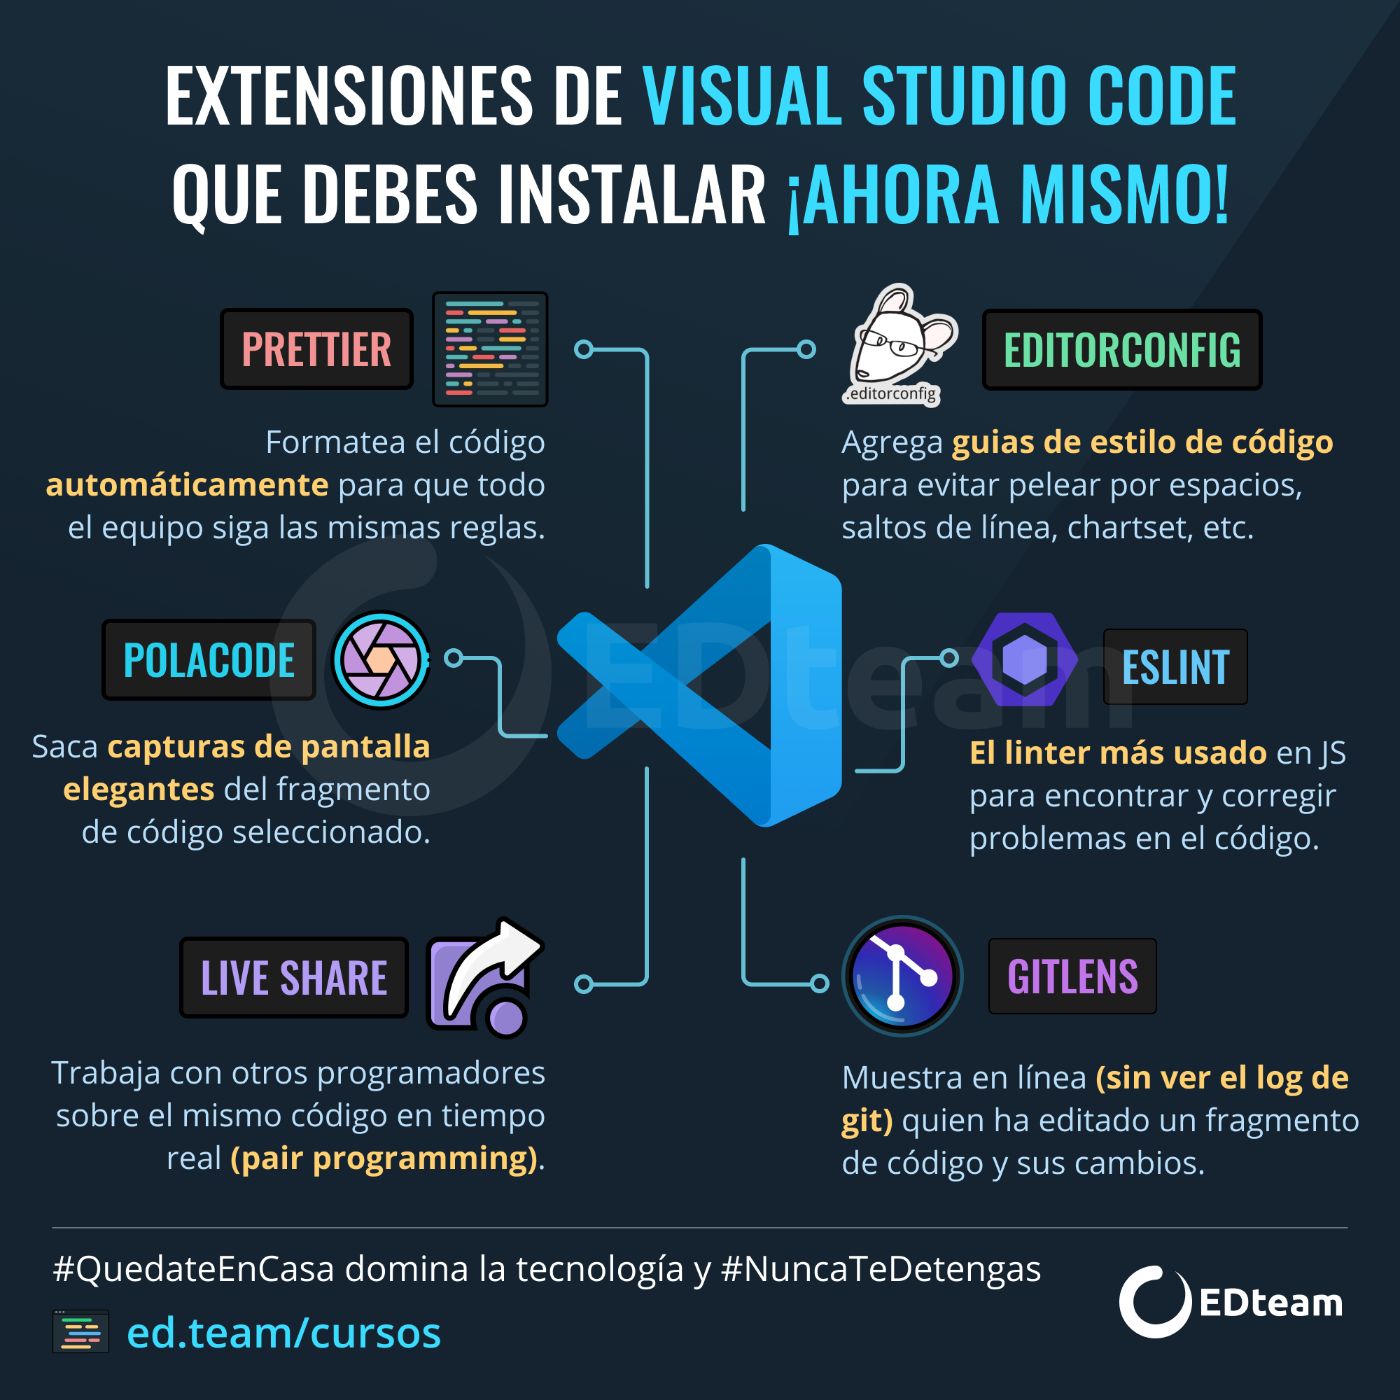 EXTENSIONES DE VISUAL STUDIO CODE
QUE DEBES INSTALAR ¡AHORA MISMO!
PRETTIER
Formatea el código
automáticamente para que todo
el equipo siga las mismas reglas.
.editorconfig
EDITORCONFIG
Agrega guias de estilo de código
para evitar pelear por espacios,
saltos de línea, chartset, etc.
POLACODE
Saca capturas de pantalla
elegantes del fragmento
de código seleccionado.
EDteam
ESLINT
El linter más usado en JS
para encontrar y corregir
problemas en el código.
LIVE SHARE
Trabaja con otros programadores
sobre el mismo código en tiempo
real (pair programming).
GITLENS
Muestra en línea (sin ver el log de
git) quien ha editado un fragmento
de código y sus cambios.
#QuedateEnCasa domina la tecnología y #NuncaTeDetengas
ed.team/cursos
EDteam